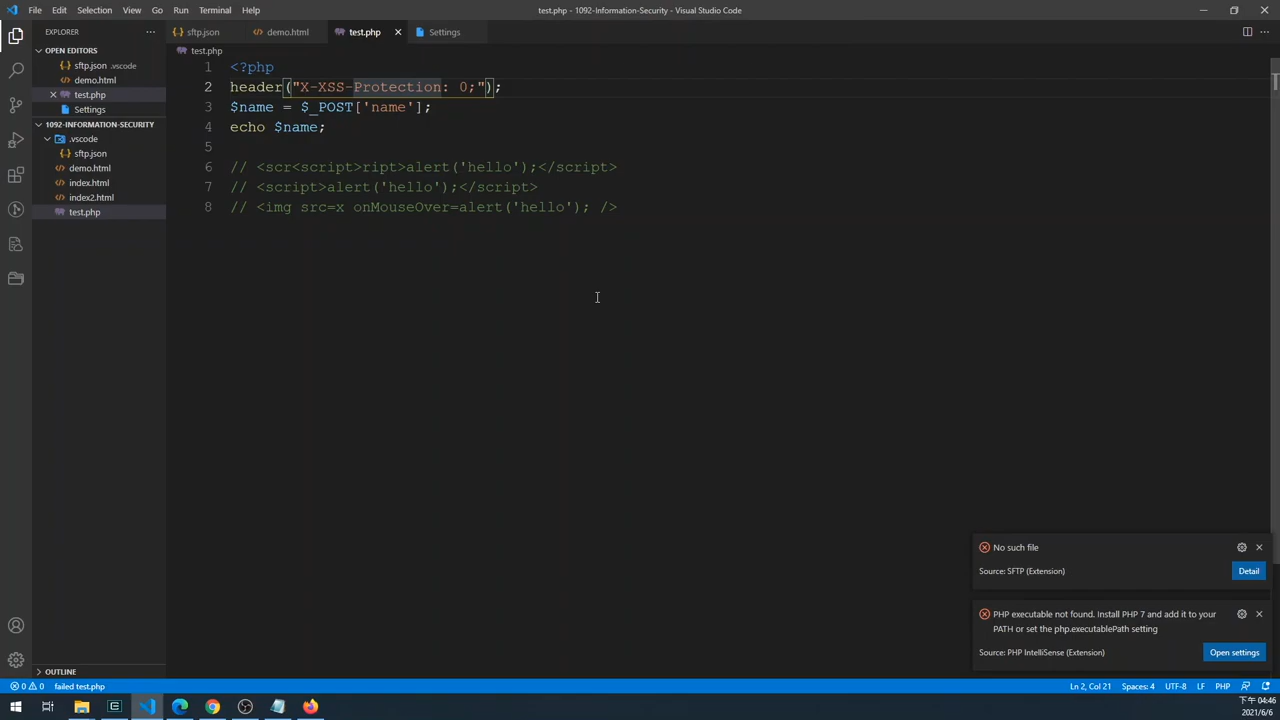 File Edit Selection View Go Run Terminal Help
test.php - 1092-Information-Security - Visual Studio Code
EXPLORER
OPEN EDITORS
sftp.json .vscode
demo.html
test.php
Settings
1092-INFORMATION-SECURITY
.vscode
sftp.json
demo.html
index.html
index2.html
test.php
OUTLINE
sftp.json demo.html test.php Settings
test.php
1 <?php
2 header("X-XSS-Protection: 0;");
3 $name = $_POST['name'];
4 echo $name;
5
6 // <scr<script>ript>alert('hello');</script>
7 // <script>alert('hello');</script>
8 // <img src=x onMouseOver=alert('hello'); />
No such file
Source: SFTP (Extension)
Detail
PHP executable not found. Install PHP 7 and add it to your
PATH or set the php.executablePath setting
Source: PHP IntelliSense (Extension)
Open settings
0 0 failed test.php
Ln 2, Col 21 Spaces: 4 UTF-8 LF PHP
下午 04:46
2021/6/6